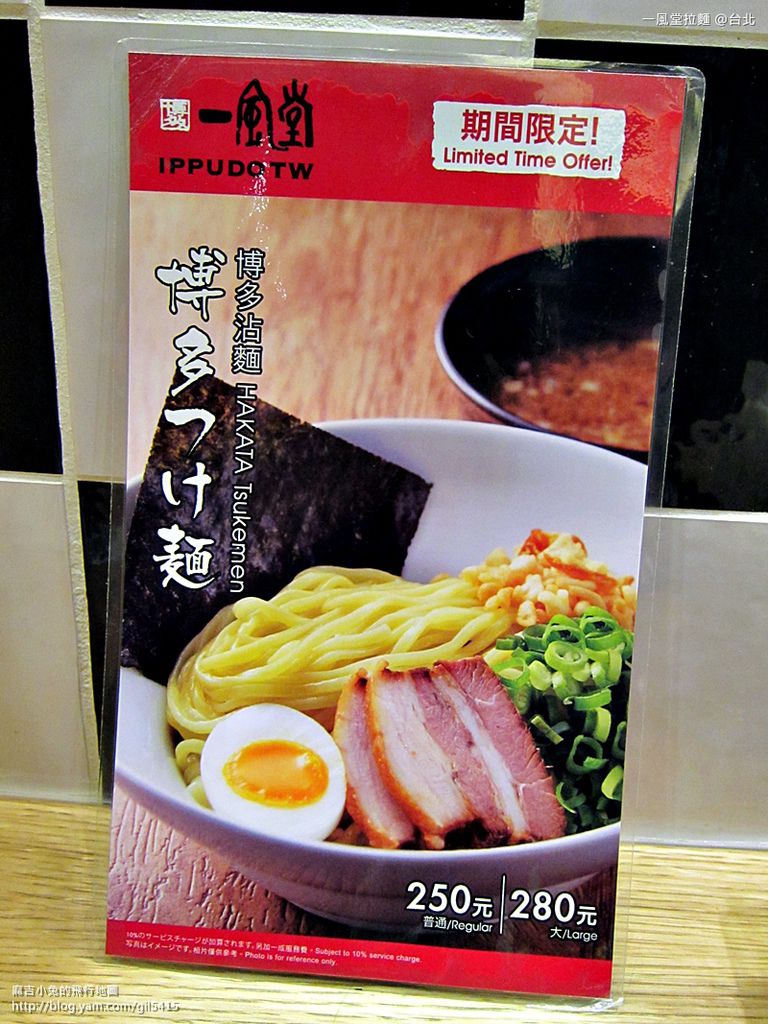 一風堂拉麵 @台北
博多
一風堂
IPPUDO TW
期間限定!
Limited Time Offer!
博多つけ麺
博多沾麵 HAKATA Tsukemen
250元 280元
普通/Regular 大/Large
10%のサービスチャージが加算されます。另加一成服務費。Subject to 10% service charge.
写真はイメージです。相片僅供參考。Photo is for reference only.
麻吉小兔的飛行地圖
http://blog.yam.com/gil5415